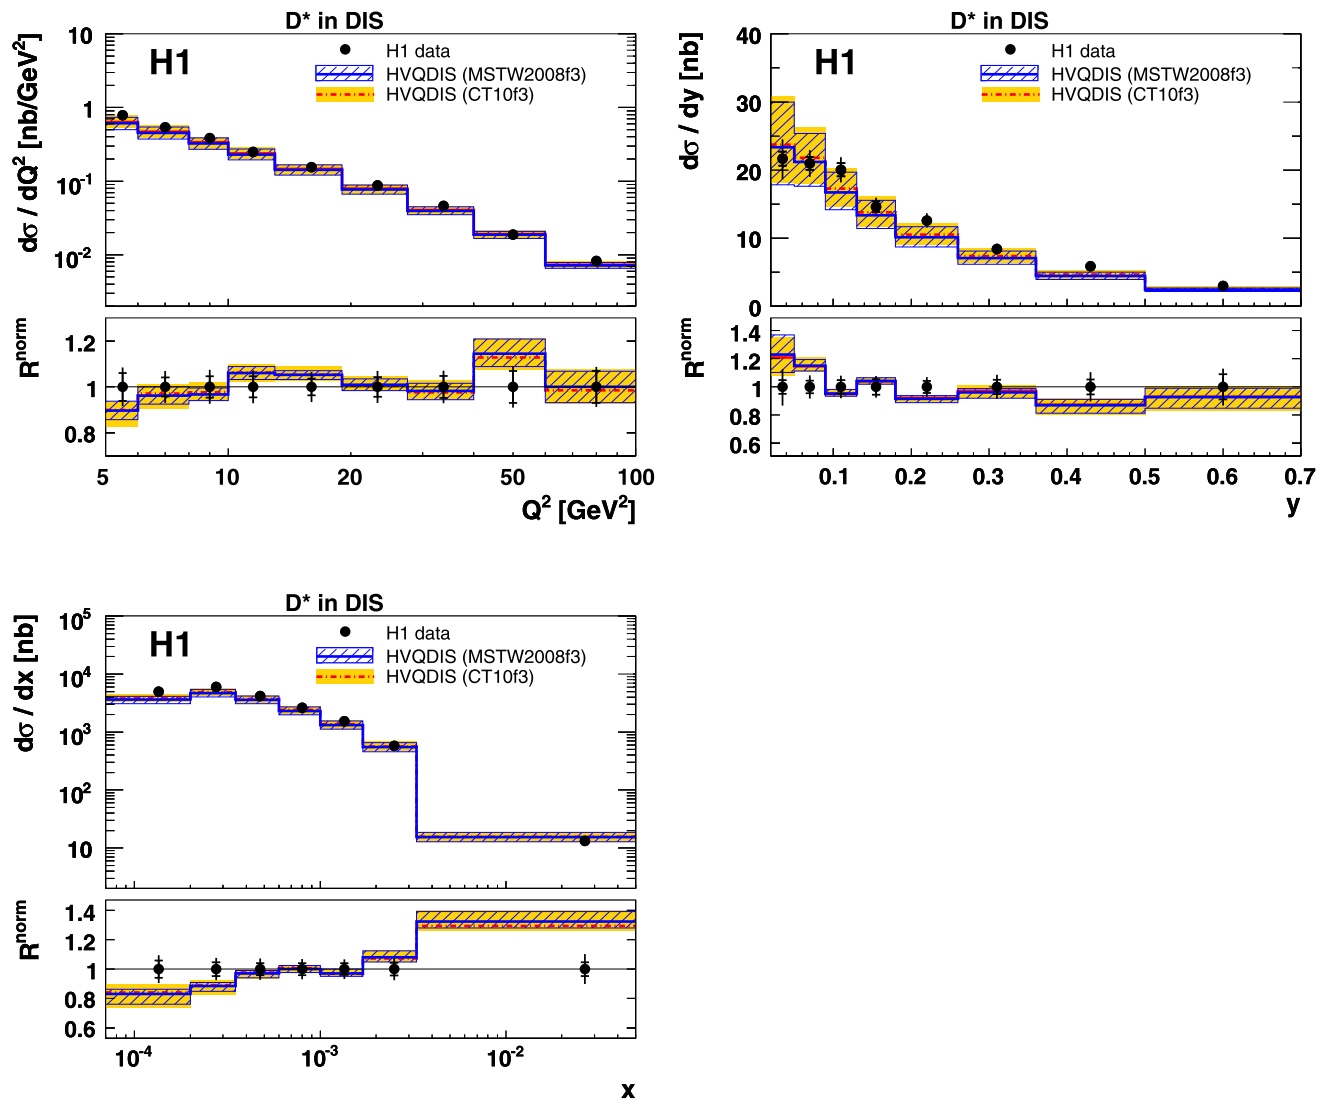 D* in DIS
H1
H1 data
HVQDIS (MSTW2008f3)
HVQDIS (CT10f3)
dσ / dQ² [nb/GeV²]
10
1
10⁻¹
10⁻²
R^norm
1.2
1
0.8
5 10 20 30 50 100
Q² [GeV²]
D* in DIS
H1
H1 data
HVQDIS (MSTW2008f3)
HVQDIS (CT10f3)
dσ / dy [nb]
40
30
20
10
0
R^norm
1.4
1.2
1
0.8
0.6
0.1 0.2 0.3 0.4 0.5 0.6 0.7
y
D* in DIS
H1
H1 data
HVQDIS (MSTW2008f3)
HVQDIS (CT10f3)
dσ / dx [nb]
10⁵
10⁴
10³
10²
10
R^norm
1.4
1.2
1
0.8
0.6
10⁻⁴ 10⁻³ 10⁻²
x